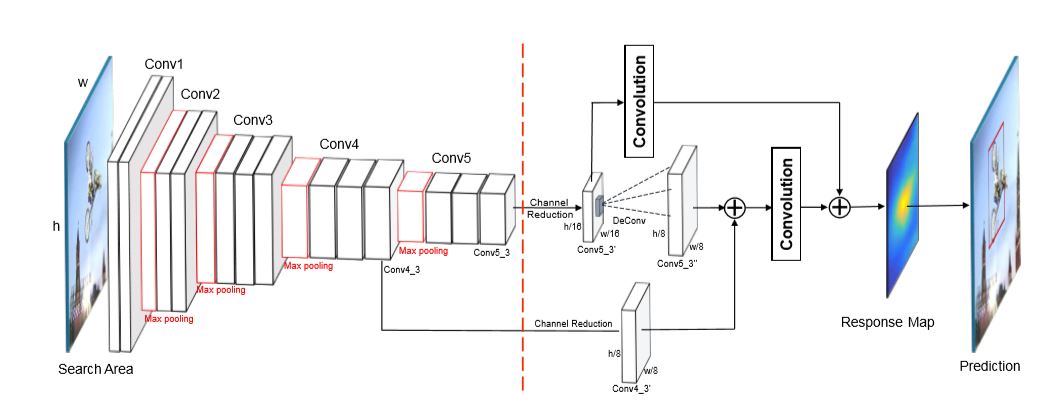 w
h
Search Area
Conv1
Conv2
Conv3
Conv4
Conv5
Max pooling
Max pooling
Max pooling
Max pooling
Conv4_3
Conv5_3
Channel
Reduction
Channel Reduction
h/16
w/16
Conv5_3'
DeConv
h/8
w/8
Conv5_3''
h/8
w/8
Conv4_3'
Convolution
Convolution
Response Map
Prediction